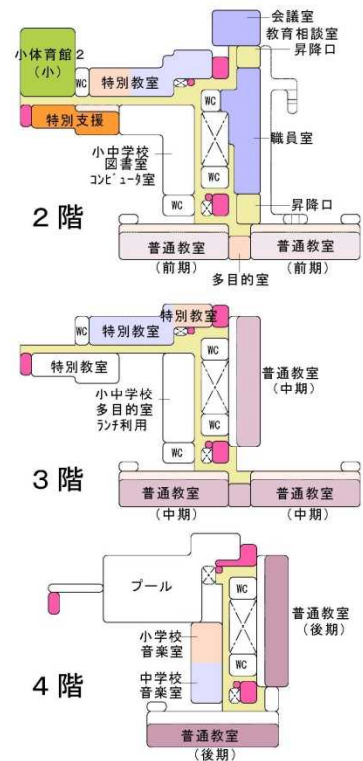 会議室
教育相談室
昇降口
小体育館２
(小)
WC
特別教室
特別支援
WC
小中学校
図書室
ｺﾝﾋﾟｭｰﾀ室
職員室
WC
WC
昇降口
2階
普通教室
(前期)
普通教室
(前期)
多目的室
特別教室
WC
特別教室
WC
特別教室
普通教室
(中期)
小中学校
多目的室
ﾗﾝﾁ利用
WC
WC
3階
普通教室
(中期)
普通教室
(中期)
プール
WC
普通教室
(後期)
小学校
音楽室
中学校
音楽室
WC
4階
普通教室
(後期)